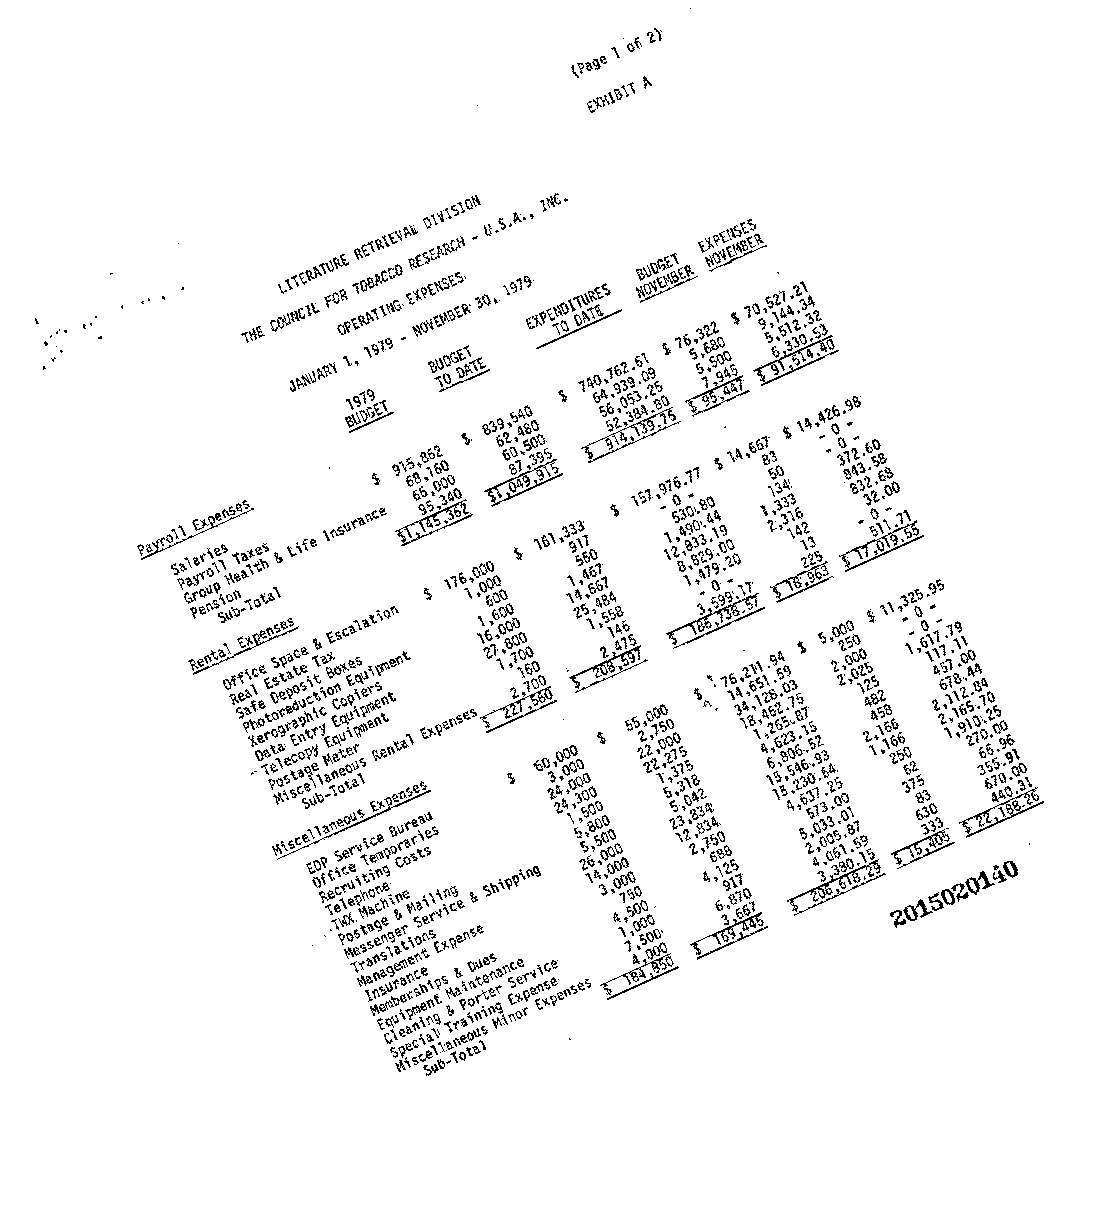 (Page 1 of 2)
EXHIBIT A
LITERATURE RETRIEVAL DIVISION
THE COUNCIL FOR TOBACCO RESEARCH - U.S.A., INC.
OPERATING EXPENSES
JANUARY 1, 1979 - NOVEMBER 30, 1979
1979 BUDGET EXPENDITURES BUDGET EXPENSES
BUDGET TO DATE TO DATE NOVEMBER NOVEMBER
Payroll Expenses
Salaries $ 915,862 $ 839,540 $ 740,762.61 $ 76,322 $ 70,527.21
Payroll Taxes 68,160 62,480 64,939.09 5,680 9,144.34
Group Health & Life Insurance 66,000 60,500 56,053.25 5,500 5,512.32
Pension 95,340 87,395 52,384.80 7,945 6,330.53
Sub-Total $1,145,362 $1,049,915 $ 914,139.75 $ 95,447 $ 91,514.40
Rental Expenses
Office Space & Escalation $ 176,000 $ 161,333 $ 157,976.77 $ 14,667 $ 14,426.98
Real Estate Tax 1,000 917 - 0 - 83 - 0 -
Safe Deposit Boxes 600 550 530.80 50 - 0 -
Photoreduction Equipment 1,600 1,467 1,490.44 134 372.60
Xerographic Copiers 16,000 14,667 12,833.19 1,333 843.58
Data Entry Equipment 27,800 25,484 8,829.00 2,316 832.68
Telecopy Equipment 1,700 1,558 1,479.20 142 32.00
Postage Meter 160 146 - 0 - 13 - 0 -
Miscellaneous Rental Expenses 2,700 2,475 3,599.17 225 511.71
Sub-Total $ 227,560 $ 208,597 $ 186,738.57 $ 18,963 $ 17,019.55
Miscellaneous Expenses
EDP Service Bureau $ 60,000 $ 55,000 $ 76,211.94 $ 5,000 $ 11,325.95
Office Temporaries 3,000 2,750 14,651.59 250 - 0 -
Recruiting Costs 24,000 22,000 34,128.03 2,000 - 0 -
Telephone 24,300 22,275 18,462.75 2,025 1,617.79
TWX Machine 1,500 1,375 1,265.87 125 117.11
Postage & Mailing 5,800 5,318 4,623.15 482 457.00
Messenger Service & Shipping 5,500 5,042 6,806.52 458 678.44
Translations 26,000 23,834 15,546.93 2,166 2,112.84
Management Expense 14,000 12,834 15,230.64 1,166 2,165.70
Insurance 3,000 2,750 4,637.25 250 1,910.25
Memberships & Dues 750 688 573.00 62 270.00
Equipment Maintenance 4,500 4,125 5,033.01 375 66.96
Cleaning & Porter Service 1,000 917 2,005.87 83 355.91
Special Training Expense 7,500 6,870 4,061.59 630 670.00
Miscellaneous Minor Expenses 4,000 3,667 3,380.15 333 440.31
Sub-Total $ 184,850 $ 169,445 $ 206,618.29 $ 15,405 $ 22,188.26
2015020140